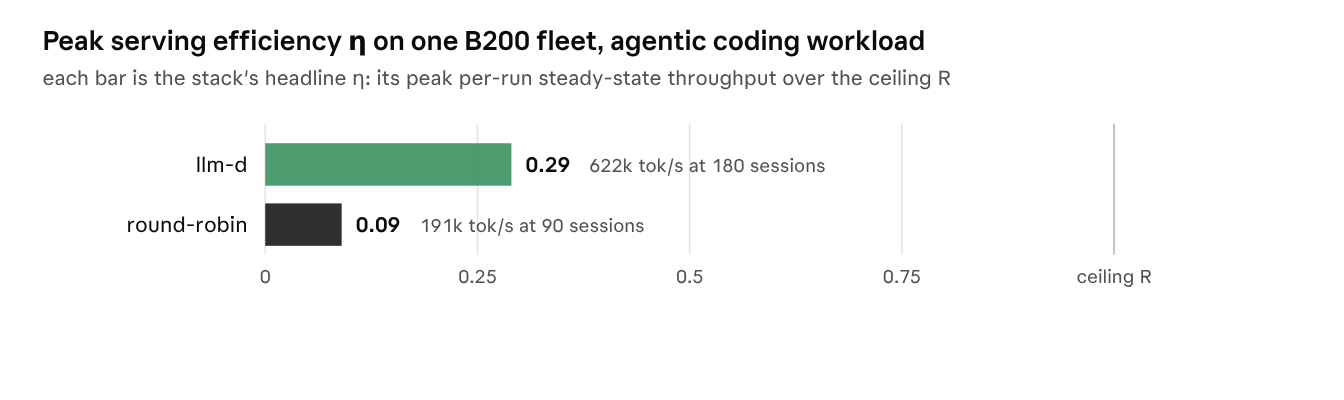 Peak serving efficiency η on one B200 fleet, agentic coding workload
each bar is the stack's headline η: its peak per-run steady-state throughput over the ceiling R
llm-d 0.29 622k tok/s at 180 sessions
round-robin 0.09 191k tok/s at 90 sessions
0 0.25 0.5 0.75 ceiling R